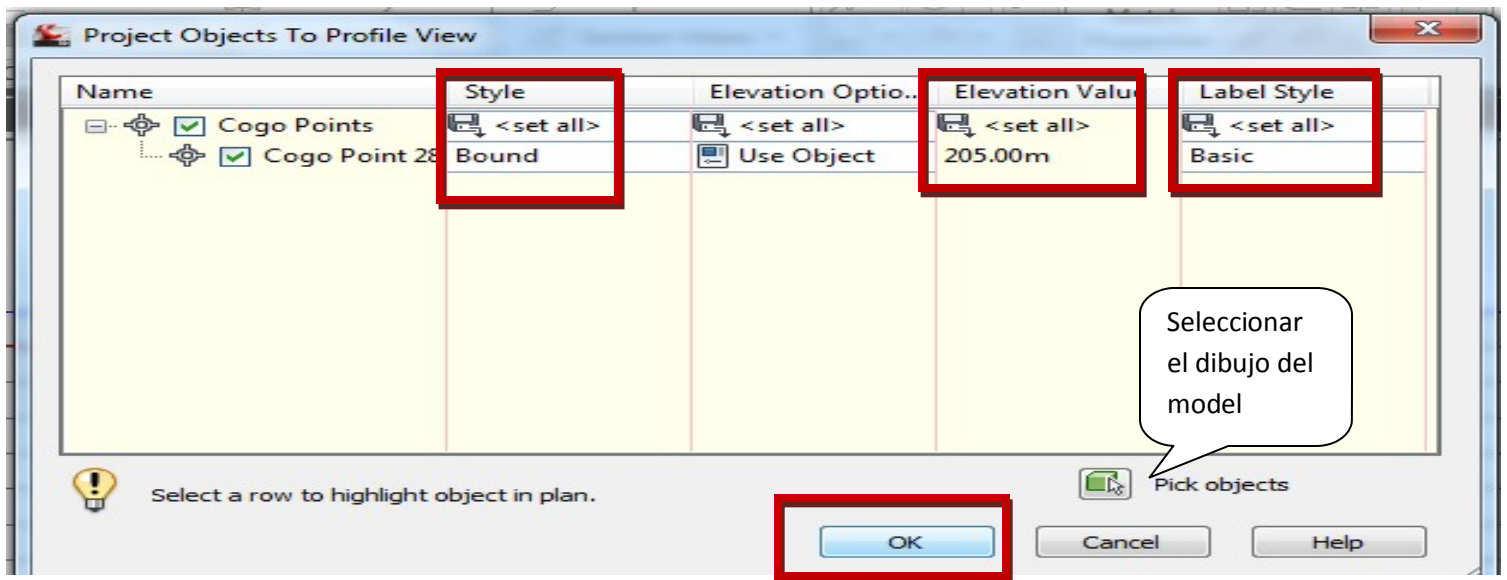 Project Objects To Profile View
Name Style Elevation Optio.. Elevation Valu Label Style
Cogo Points <set all> <set all> <set all> <set all>
Cogo Point 28 Bound Use Object 205.00m Basic
Seleccionar
el dibujo del
model
Select a row to highlight object in plan.
Pick objects
OK Cancel Help